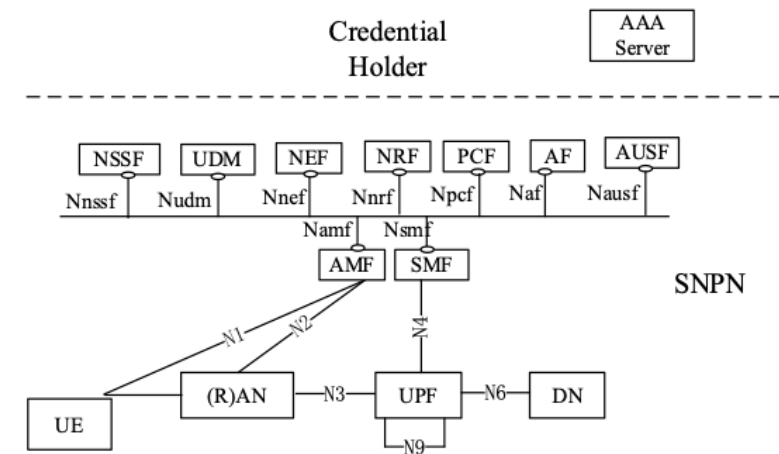 Credential
Holder
AAA
Server
NSSF
UDM
NEF
NRF
PCF
AF
AUSF
Nnssf
Nudm
Nnef
Nnrf
Npcf
Naf
Nausf
Namf
Nsmf
AMF
SMF
SNPN
N1
N2
N4
(R)AN
N3
UPF
N6
DN
UE
N9